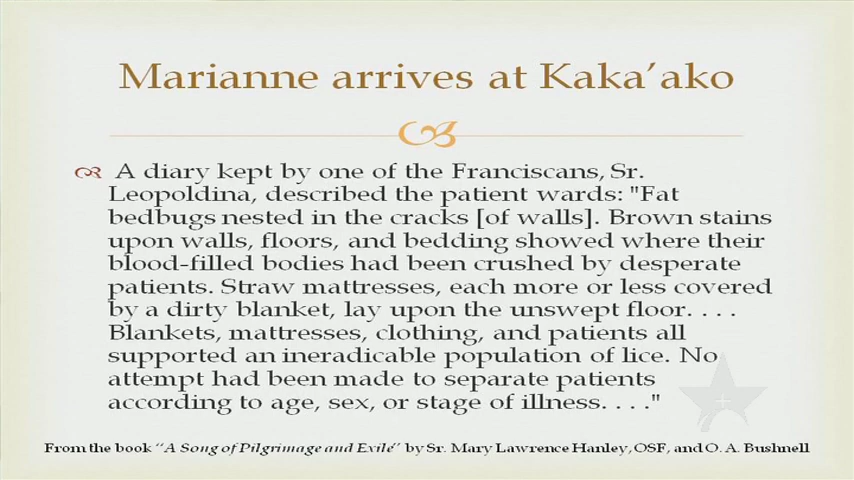 Marianne arrives at Kaka’ako
A diary kept by one of the Franciscans, Sr.
Leopoldina, described the patient wards: "Fat
bedbugs nested in the cracks [of walls]. Brown stains
upon walls, floors, and bedding showed where their
blood-filled bodies had been crushed by desperate
patients. Straw mattresses, each more or less covered
by a dirty blanket, lay upon the unswept floor. . . .
Blankets, mattresses, clothing, and patients all
supported an ineradicable population of lice. No
attempt had been made to separate patients
according to age, sex, or stage of illness. . . ."
From the book “A Song of Pilgrimage and Exile” by Sr. Mary Lawrence Hanley, OSF, and O. A. Bushnell